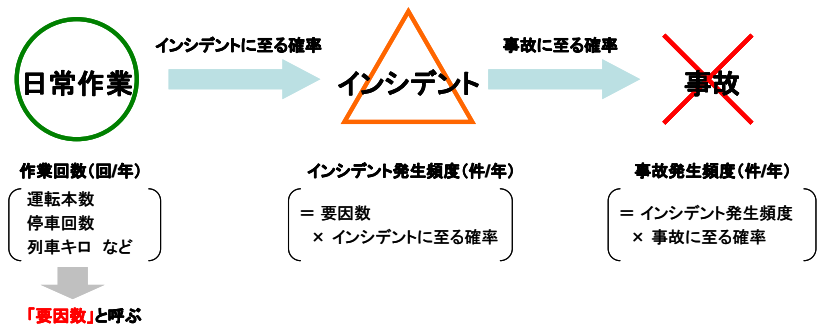 インシデントに至る確率
事故に至る確率
日常作業
インシデント
事故
作業回数(回/年)
運転本数
停車回数
列車キロ など
「要因数」と呼ぶ
インシデント発生頻度(件/年)
= 要因数
× インシデントに至る確率
事故発生頻度(件/年)
= インシデント発生頻度
× 事故に至る確率